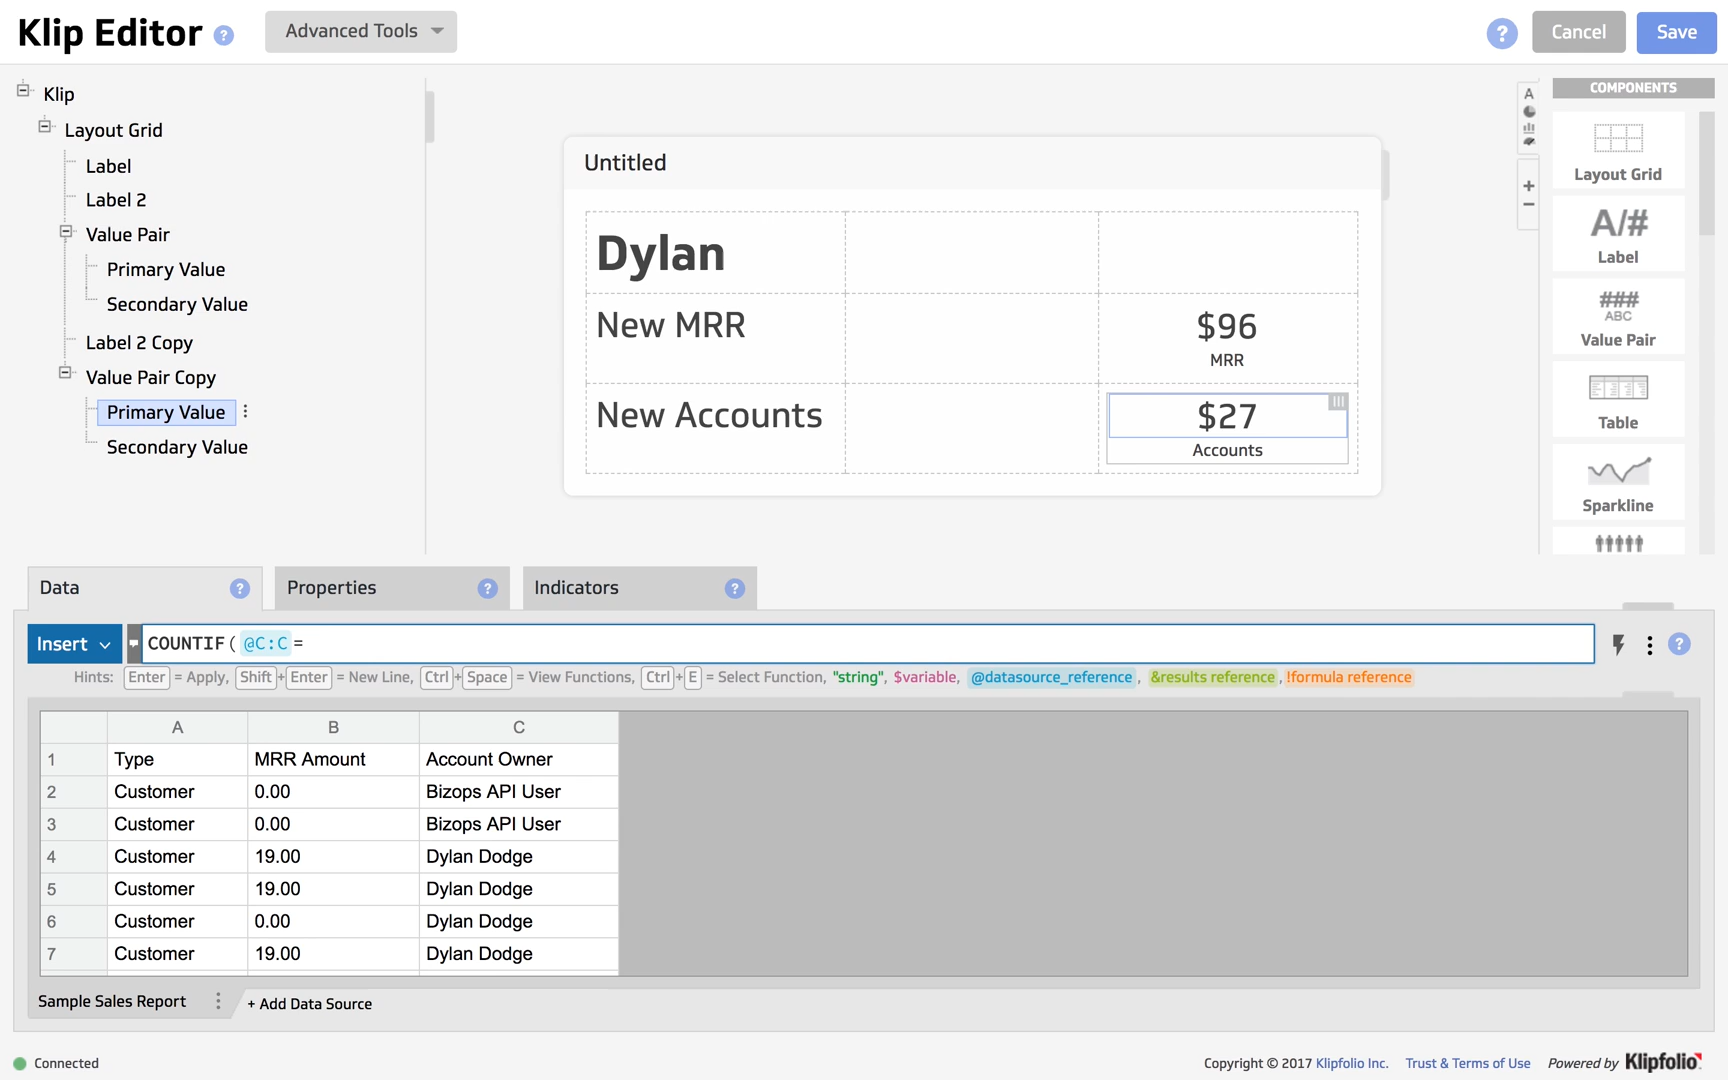 Klip Editor ?
Advanced Tools
?
Cancel
Save
Klip
Layout Grid
Label
Label 2
Value Pair
Primary Value
Secondary Value
Label 2 Copy
Value Pair Copy
Primary Value
Secondary Value
Untitled
Dylan
New MRR
$96
MRR
New Accounts
$27
Accounts
A
+
−
COMPONENTS
Layout Grid
A/#
Label
###
ABC
Value Pair
Table
Sparkline
Data ?
Properties ?
Indicators ?
Insert
COUNTIF( @C:C =
?
Hints: Enter = Apply, Shift + Enter = New Line, Ctrl + Space = View Functions, Ctrl + E = Select Function, "string", $variable, @datasource_reference, &results reference, !formula reference
A B C
1 Type MRR Amount Account Owner
2 Customer 0.00 Bizops API User
3 Customer 0.00 Bizops API User
4 Customer 19.00 Dylan Dodge
5 Customer 19.00 Dylan Dodge
6 Customer 0.00 Dylan Dodge
7 Customer 19.00 Dylan Dodge
Sample Sales Report
+ Add Data Source
Connected
Copyright © 2017 Klipfolio Inc. Trust & Terms of Use Powered by Klipfolio